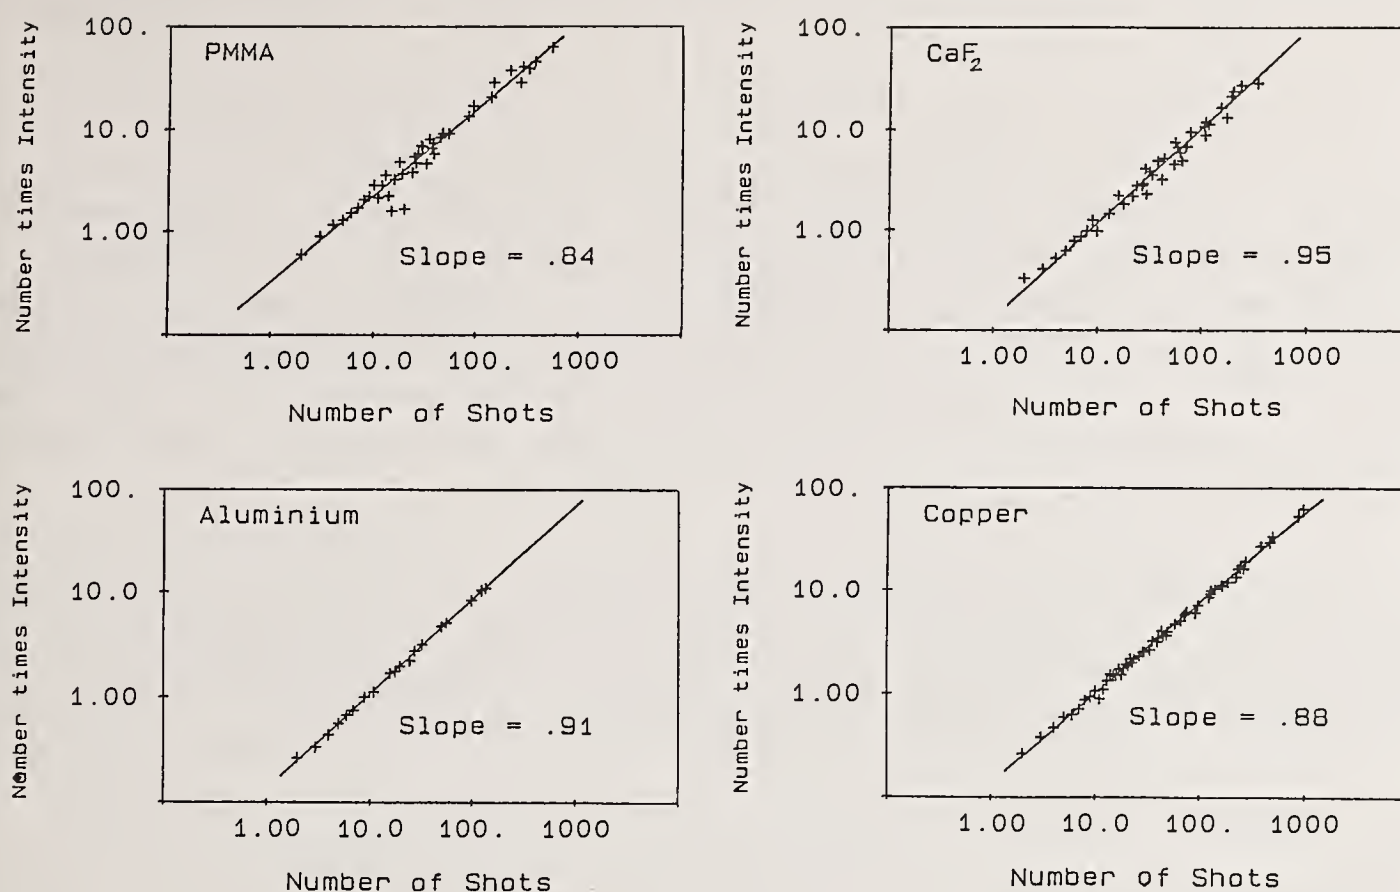 Number times Intensity
100.
10.0
1.00
PMMA
Slope = .84
1.00 10.0 100. 1000
Number of Shots
Number times Intensity
100.
10.0
1.00
CaF2
Slope = .95
1.00 10.0 100. 1000
Number of Shots
Number times Intensity
100.
10.0
1.00
Aluminium
Slope = .91
1.00 10.0 100. 1000
Number of Shots
Number times Intensity
100.
10.0
1.00
Copper
Slope = .88
1.00 10.0 100. 1000
Number of Shots